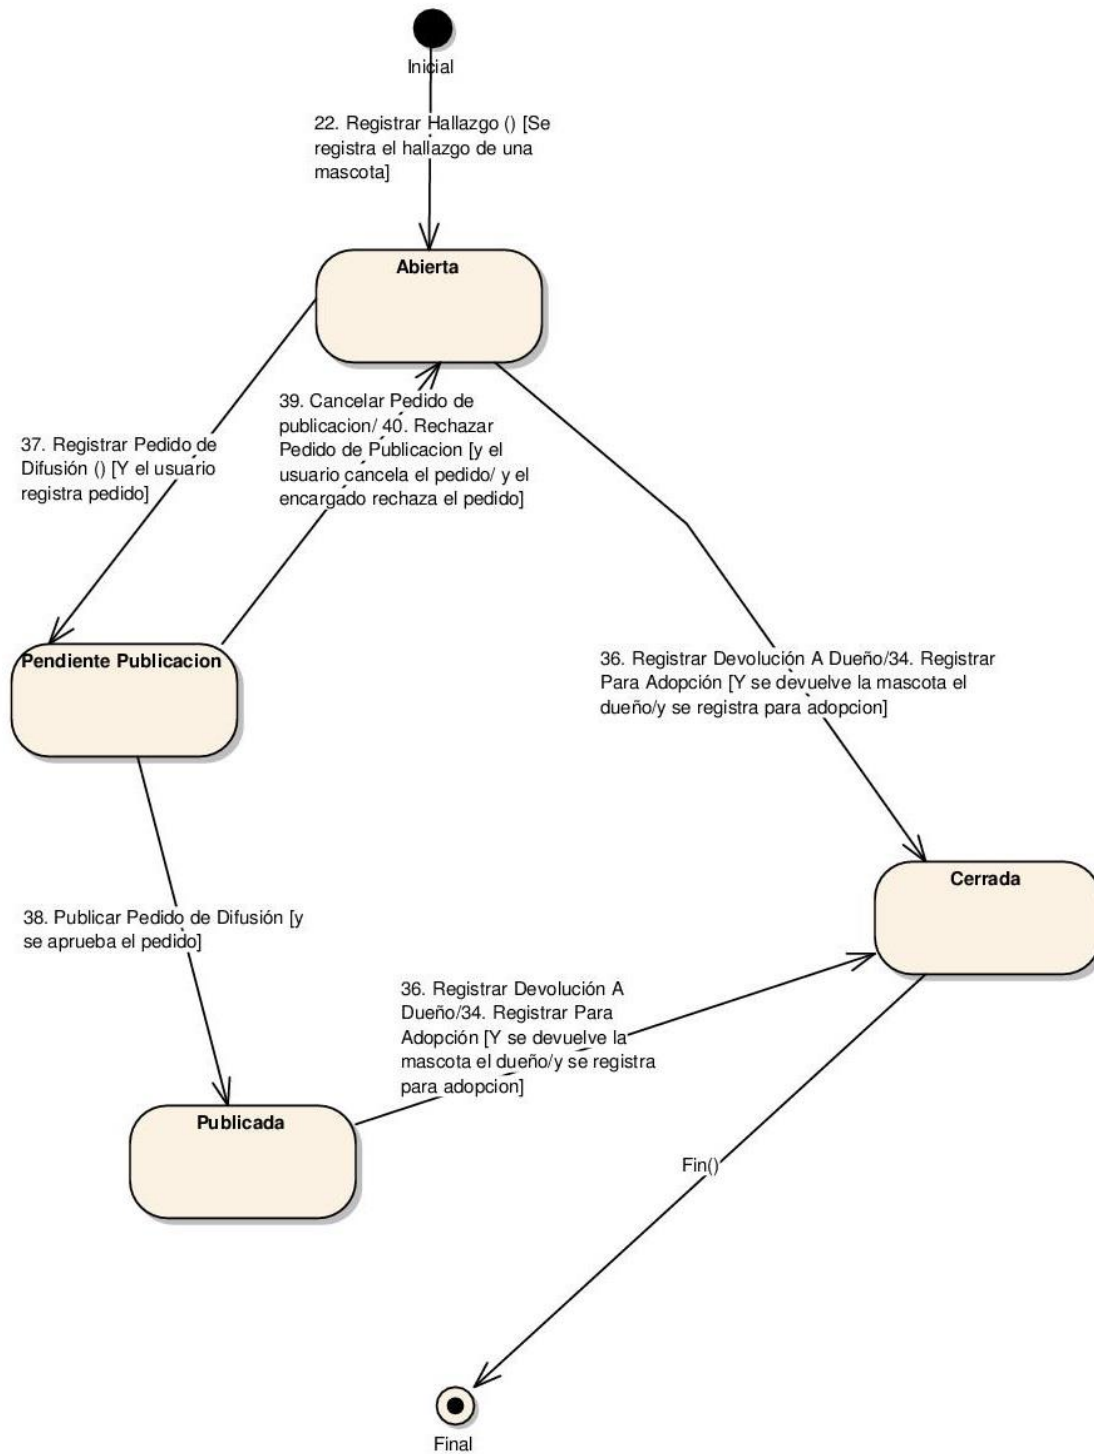 Inicial
22. Registrar Hallazgo () [Se
registra el hallazgo de una
mascota]
Abierta
39. Cancelar Pedido de
publicacion/ 40. Rechazar
Pedido de Publicacion [y el
usuario cancela el pedido/ y el
encargado rechaza el pedido]
37. Registrar Pedido de
Difusión () [Y el usuario
registra pedido]
Pendiente Publicacion
36. Registrar Devolución A Dueño/34. Registrar
Para Adopción [Y se devuelve la mascota el
dueño/y se registra para adopcion]
Cerrada
38. Publicar Pedido de Difusión [y
se aprueba el pedido]
36. Registrar Devolución A
Dueño/34. Registrar Para
Adopción [Y se devuelve la
mascota el dueño/y se registra
para adopcion]
Publicada
Fin()
Final